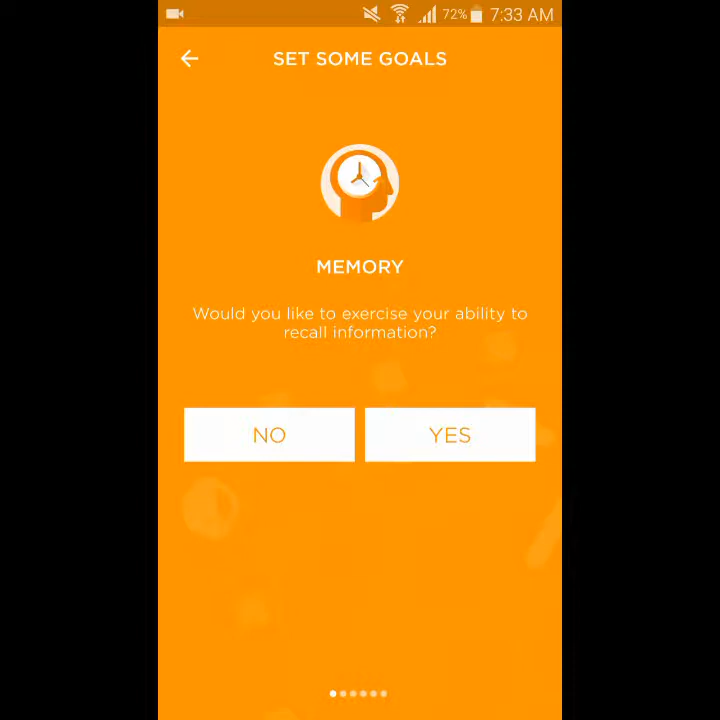 72% 7:33 AM
SET SOME GOALS
MEMORY
Would you like to exercise your ability to
recall information?
NO YES